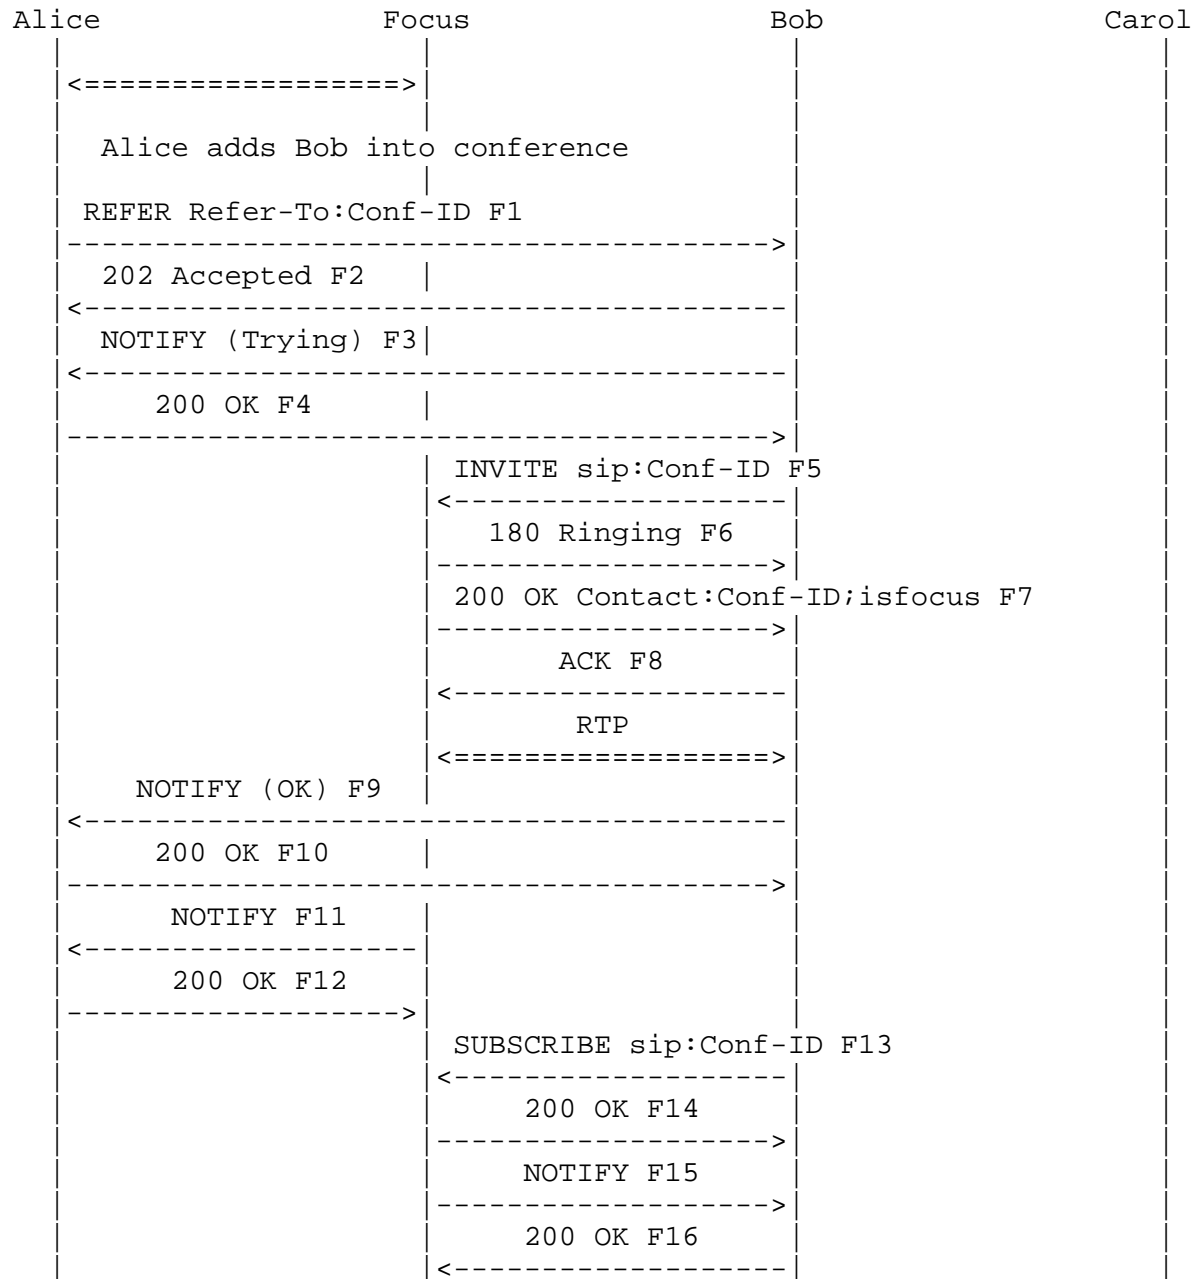 Alice Focus Bob Carol
Alice adds Bob into conference
REFER Refer-To:Conf-ID F1
202 Accepted F2
NOTIFY (Trying) F3
200 OK F4
INVITE sip:Conf-ID F5
180 Ringing F6
200 OK Contact:Conf-ID;isfocus F7
ACK F8
RTP
NOTIFY (OK) F9
200 OK F10
NOTIFY F11
200 OK F12
SUBSCRIBE sip:Conf-ID F13
200 OK F14
NOTIFY F15
200 OK F16